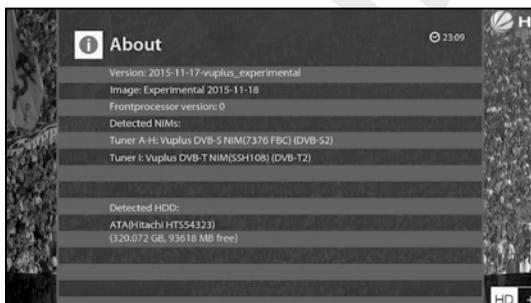 H
About
23:09
Version: 2015-11-17-vuplus_experimental
Image: Experimental 2015-11-18
Frontprocessor version: 0
Detected NIMs:
Tuner A-H: Vuplus DVB-S NIM(7376 FBC) (DVB-S2)
Tuner I: Vuplus DVB-T NIM(SSH108) (DVB-T2)
Detected HDD:
ATA(Hitachi HTS54323)
(320.072 GB, 93618 MB free)
HD